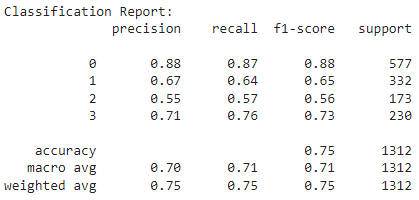 Classification Report:
precision recall f1-score support
0 0.88 0.87 0.88 577
1 0.67 0.64 0.65 332
2 0.55 0.57 0.56 173
3 0.71 0.76 0.73 230
accuracy 0.75 1312
macro avg 0.70 0.71 0.71 1312
weighted avg 0.75 0.75 0.75 1312